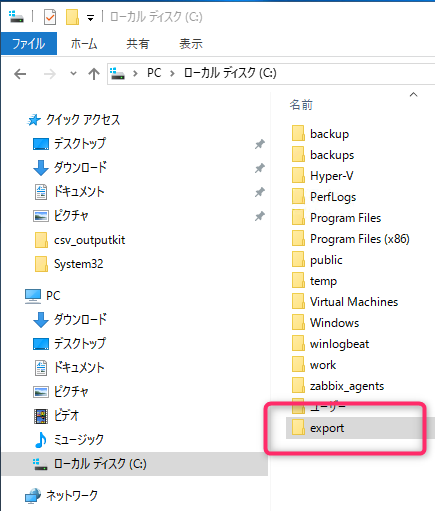 ローカル ディスク (C:)
ファイル ホーム 共有 表示
PC ローカル ディスク (C:)
クイック アクセス
デスクトップ
ダウンロード
ドキュメント
ピクチャ
csv_outputkit
System32
PC
ダウンロード
デスクトップ
ドキュメント
ピクチャ
ビデオ
ミュージック
ローカル ディスク (C:)
ネットワーク
名前
backup
backups
Hyper-V
PerfLogs
Program Files
Program Files (x86)
public
temp
Virtual Machines
Windows
winlogbeat
work
zabbix_agents
ユーザー
export